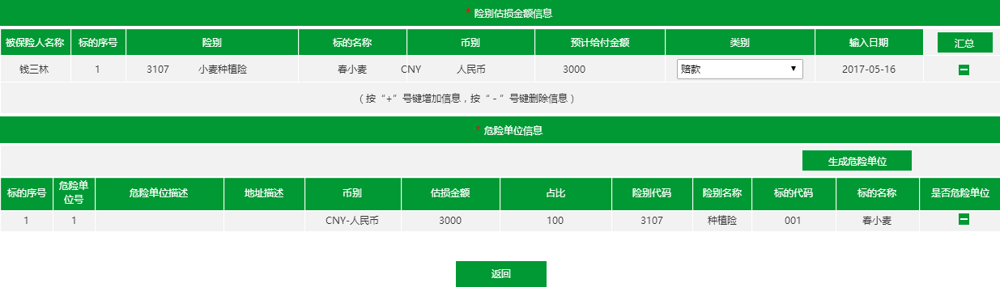 * 险别估损金额信息
被保险人名称 标的序号 险别 标的名称 币别 预计给付金额 类别 输入日期 汇总
钱三林 1 3107 小麦种植险 春小麦 CNY 人民币 3000 赔款 2017-05-16
（按“+”号键增加信息，按“ - ”号键删除信息）
* 危险单位信息
生成危险单位
标的序号 危险单位号 危险单位描述 地址描述 币别 估损金额 占比 险别代码 险别名称 标的代码 标的名称 是否危险单位
1 1 CNY-人民币 3000 100 3107 种植险 001 春小麦
返回